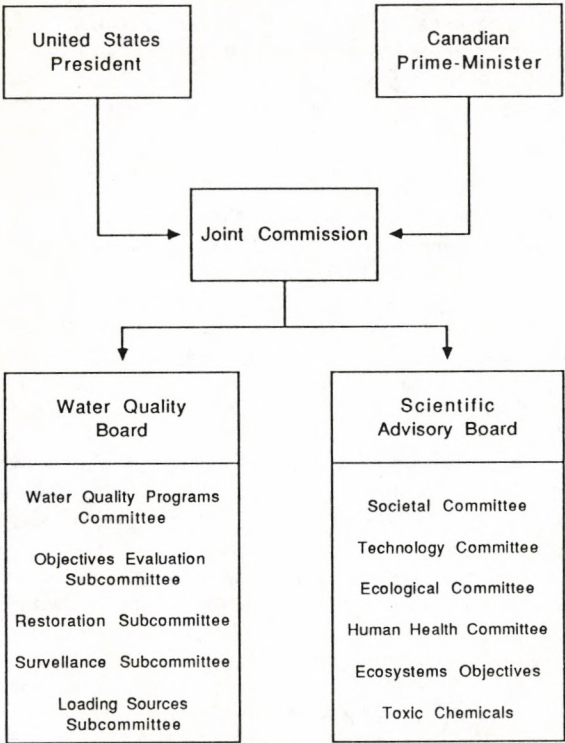 United States
President
Canadian
Prime-Minister
Joint Commission
Water Quality
Board
Water Quality Programs
Committee
Objectives Evaluation
Subcommittee
Restoration Subcommittee
Survellance Subcommittee
Loading Sources
Subcommittee
Scientific
Advisory Board
Societal Committee
Technology Committee
Ecological Committee
Human Health Committee
Ecosystems Objectives
Toxic Chemicals